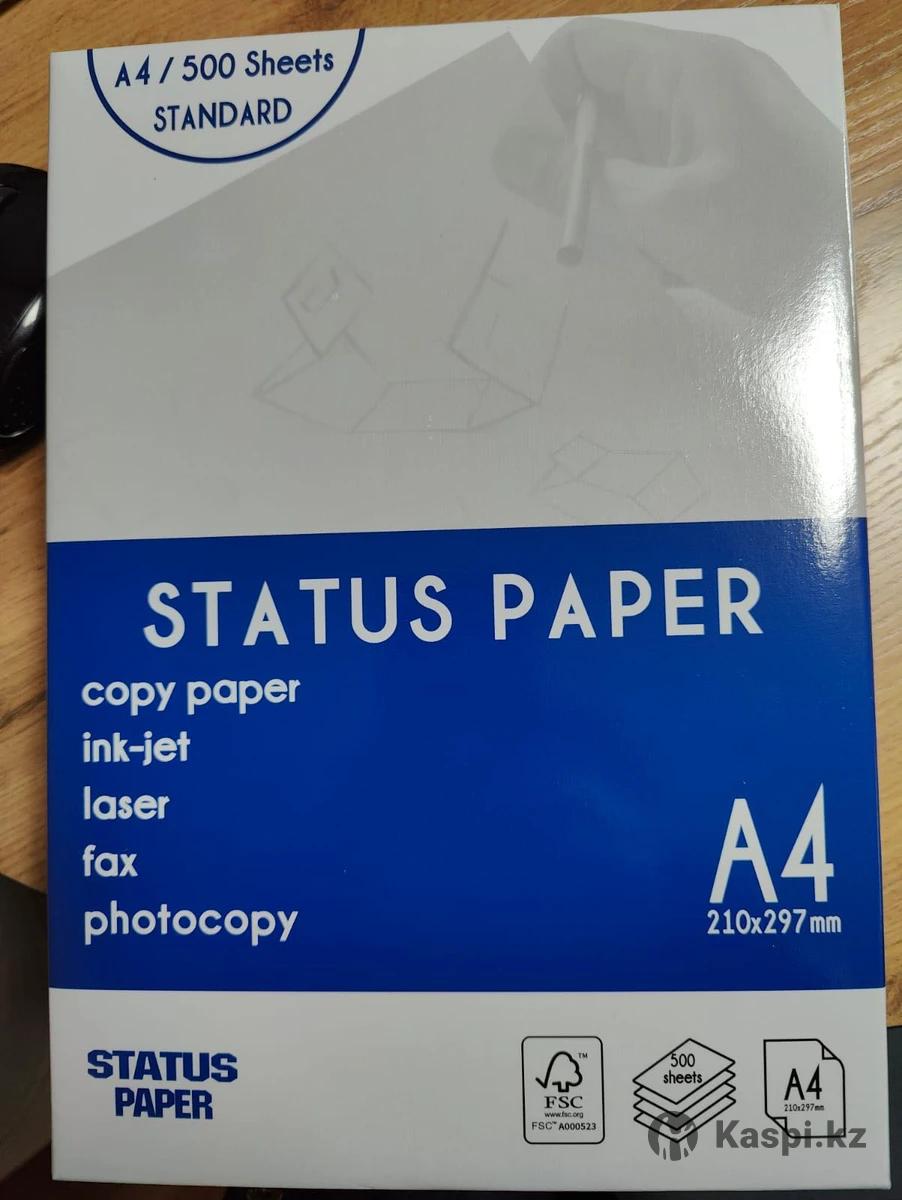 A4 / 500 Sheets
STANDARD
STATUS PAPER
copy paper
ink-jet
laser
fax
photocopy
A4
210x297mm
STATUS
PAPER
™
FSC
www.fsc.org
FSC™ A000523
500
sheets
A4
210x297mm
Kaspi.kz